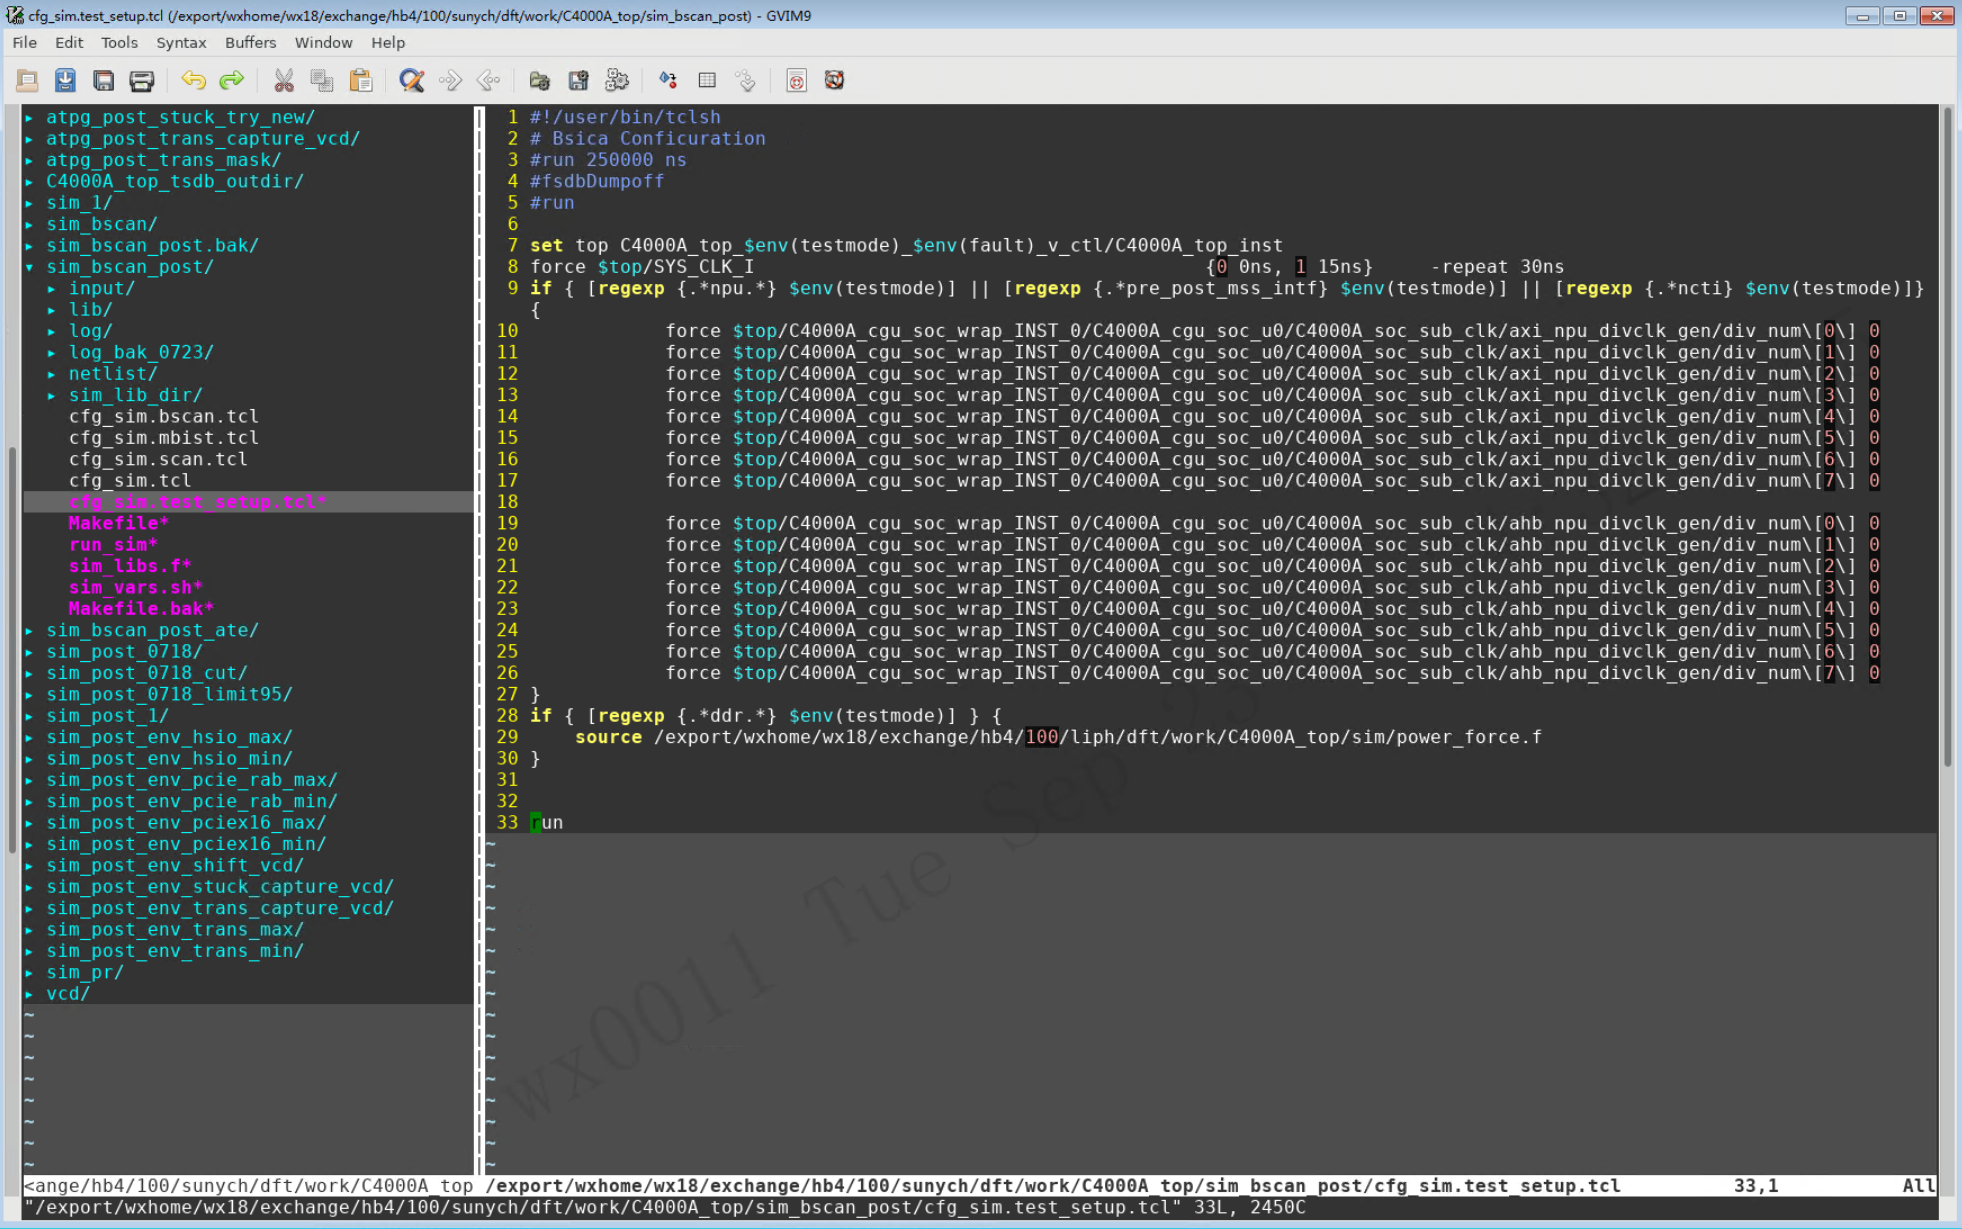 cfg_sim.test_setup.tcl (/export/wxhome/wx18/exchange/hb4/100/sunych/dft/work/C4000A_top/sim_bscan_post) - GVIM9
File Edit Tools Syntax Buffers Window Help
atpg_post_stuck_try_new/
atpg_post_trans_capture_vcd/
atpg_post_trans_mask/
C4000A_top_tsdb_outdir/
sim_1/
sim_bscan/
sim_bscan_post.bak/
sim_bscan_post/
input/
lib/
log/
log_bak_0723/
netlist/
sim_lib_dir/
cfg_sim.bscan.tcl
cfg_sim.mbist.tcl
cfg_sim.scan.tcl
cfg_sim.tcl
cfg_sim.test_setup.tcl*
Makefile*
run_sim*
sim_libs.f*
sim_vars.sh*
Makefile.bak*
sim_bscan_post_ate/
sim_post_0718/
sim_post_0718_cut/
sim_post_0718_limit95/
sim_post_1/
sim_post_env_hsio_max/
sim_post_env_hsio_min/
sim_post_env_pcie_rab_max/
sim_post_env_pcie_rab_min/
sim_post_env_pciex16_max/
sim_post_env_pciex16_min/
sim_post_env_shift_vcd/
sim_post_env_stuck_capture_vcd/
sim_post_env_trans_capture_vcd/
sim_post_env_trans_max/
sim_post_env_trans_min/
sim_pr/
vcd/
1 #!/user/bin/tclsh
2 # Bsica Conficuration
3 #run 250000 ns
4 #fsdbDumpoff
5 #run
6
7 set top C4000A_top_$env(testmode)_$env(fault)_v_ctl/C4000A_top_inst
8 force $top/SYS_CLK_I {0 0ns, 1 15ns} -repeat 30ns
9 if { [regexp {.*npu.*} $env(testmode)] || [regexp {.*pre_post_mss_intf} $env(testmode)] || [regexp {.*ncti} $env(testmode)]}
{
10 force $top/C4000A_cgu_soc_wrap_INST_0/C4000A_cgu_soc_u0/C4000A_soc_sub_clk/axi_npu_divclk_gen/div_num\[0\] 0
11 force $top/C4000A_cgu_soc_wrap_INST_0/C4000A_cgu_soc_u0/C4000A_soc_sub_clk/axi_npu_divclk_gen/div_num\[1\] 0
12 force $top/C4000A_cgu_soc_wrap_INST_0/C4000A_cgu_soc_u0/C4000A_soc_sub_clk/axi_npu_divclk_gen/div_num\[2\] 0
13 force $top/C4000A_cgu_soc_wrap_INST_0/C4000A_cgu_soc_u0/C4000A_soc_sub_clk/axi_npu_divclk_gen/div_num\[3\] 0
14 force $top/C4000A_cgu_soc_wrap_INST_0/C4000A_cgu_soc_u0/C4000A_soc_sub_clk/axi_npu_divclk_gen/div_num\[4\] 0
15 force $top/C4000A_cgu_soc_wrap_INST_0/C4000A_cgu_soc_u0/C4000A_soc_sub_clk/axi_npu_divclk_gen/div_num\[5\] 0
16 force $top/C4000A_cgu_soc_wrap_INST_0/C4000A_cgu_soc_u0/C4000A_soc_sub_clk/axi_npu_divclk_gen/div_num\[6\] 0
17 force $top/C4000A_cgu_soc_wrap_INST_0/C4000A_cgu_soc_u0/C4000A_soc_sub_clk/axi_npu_divclk_gen/div_num\[7\] 0
18
19 force $top/C4000A_cgu_soc_wrap_INST_0/C4000A_cgu_soc_u0/C4000A_soc_sub_clk/ahb_npu_divclk_gen/div_num\[0\] 0
20 force $top/C4000A_cgu_soc_wrap_INST_0/C4000A_cgu_soc_u0/C4000A_soc_sub_clk/ahb_npu_divclk_gen/div_num\[1\] 0
21 force $top/C4000A_cgu_soc_wrap_INST_0/C4000A_cgu_soc_u0/C4000A_soc_sub_clk/ahb_npu_divclk_gen/div_num\[2\] 0
22 force $top/C4000A_cgu_soc_wrap_INST_0/C4000A_cgu_soc_u0/C4000A_soc_sub_clk/ahb_npu_divclk_gen/div_num\[3\] 0
23 force $top/C4000A_cgu_soc_wrap_INST_0/C4000A_cgu_soc_u0/C4000A_soc_sub_clk/ahb_npu_divclk_gen/div_num\[4\] 0
24 force $top/C4000A_cgu_soc_wrap_INST_0/C4000A_cgu_soc_u0/C4000A_soc_sub_clk/ahb_npu_divclk_gen/div_num\[5\] 0
25 force $top/C4000A_cgu_soc_wrap_INST_0/C4000A_cgu_soc_u0/C4000A_soc_sub_clk/ahb_npu_divclk_gen/div_num\[6\] 0
26 force $top/C4000A_cgu_soc_wrap_INST_0/C4000A_cgu_soc_u0/C4000A_soc_sub_clk/ahb_npu_divclk_gen/div_num\[7\] 0
27 }
28 if { [regexp {.*ddr.*} $env(testmode)] } {
29 source /export/wxhome/wx18/exchange/hb4/100/liph/dft/work/C4000A_top/sim/power_force.f
30 }
31
32
33 run
wx0011 Tue Sep 23
<ange/hb4/100/sunych/dft/work/C4000A_top /export/wxhome/wx18/exchange/hb4/100/sunych/dft/work/C4000A_top/sim_bscan_post/cfg_sim.test_setup.tcl 33,1 All
"/export/wxhome/wx18/exchange/hb4/100/sunych/dft/work/C4000A_top/sim_bscan_post/cfg_sim.test_setup.tcl" 33L, 2450C